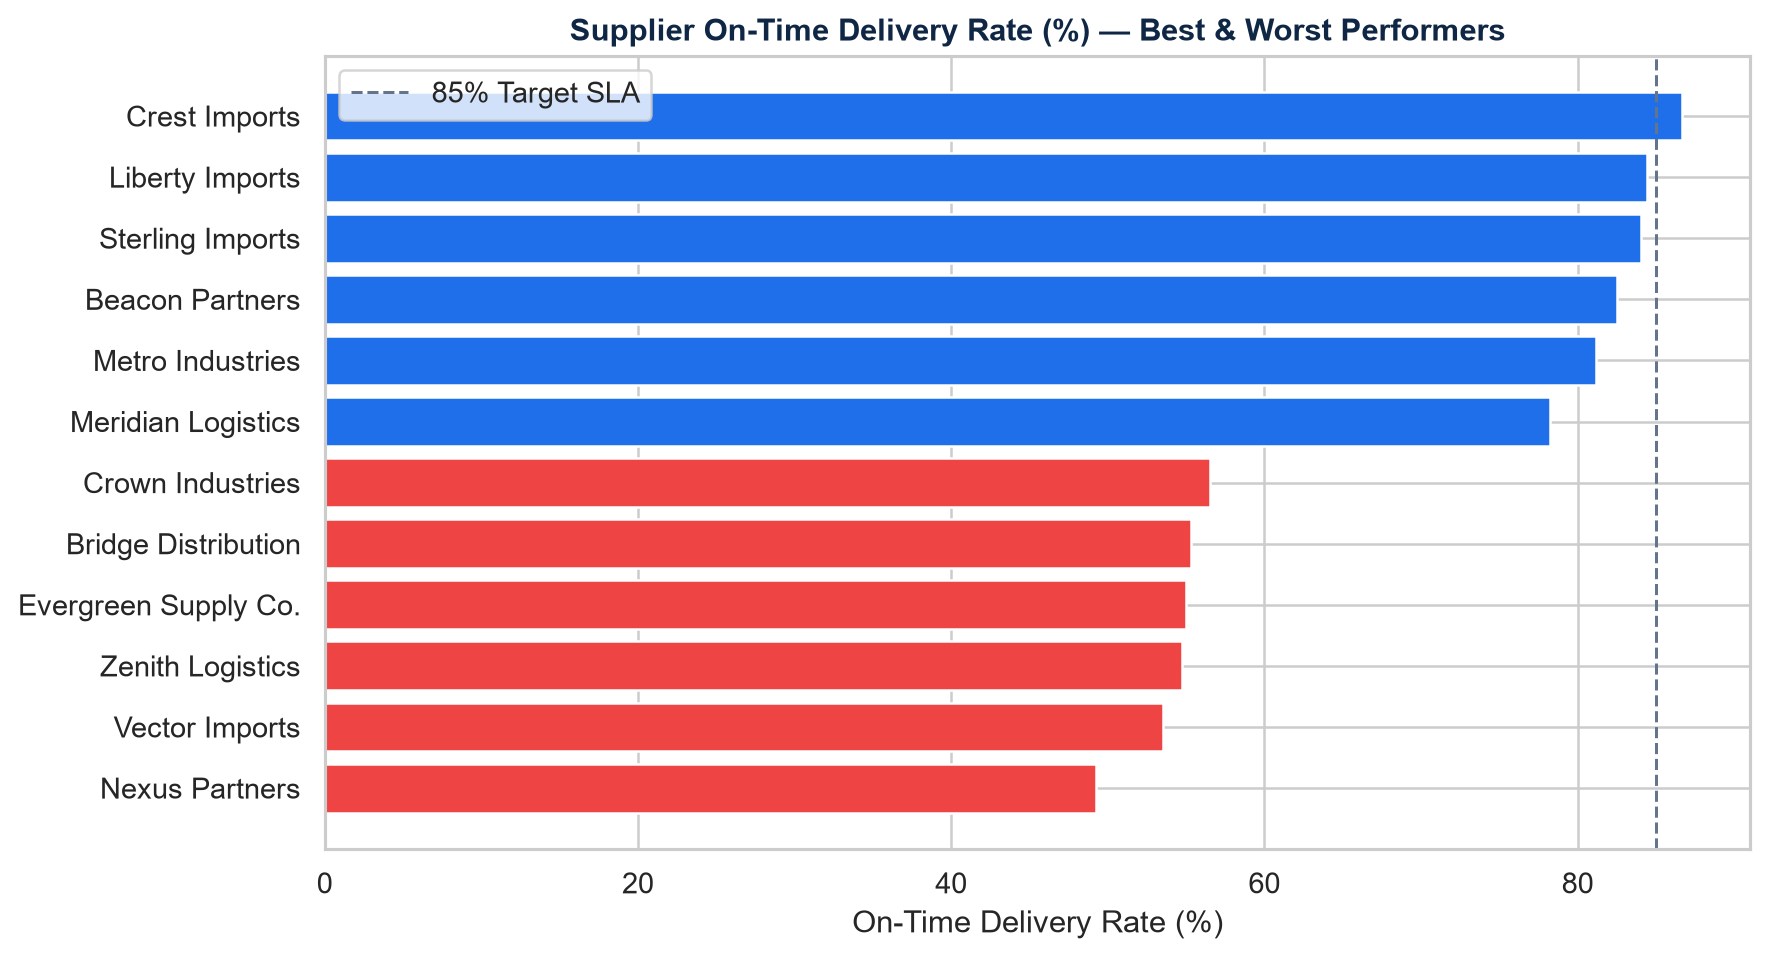 Supplier On-Time Delivery Rate (%) — Best & Worst Performers
85% Target SLA
Crest Imports
Liberty Imports
Sterling Imports
Beacon Partners
Metro Industries
Meridian Logistics
Crown Industries
Bridge Distribution
Evergreen Supply Co.
Zenith Logistics
Vector Imports
Nexus Partners
0 20 40 60 80
On-Time Delivery Rate (%)